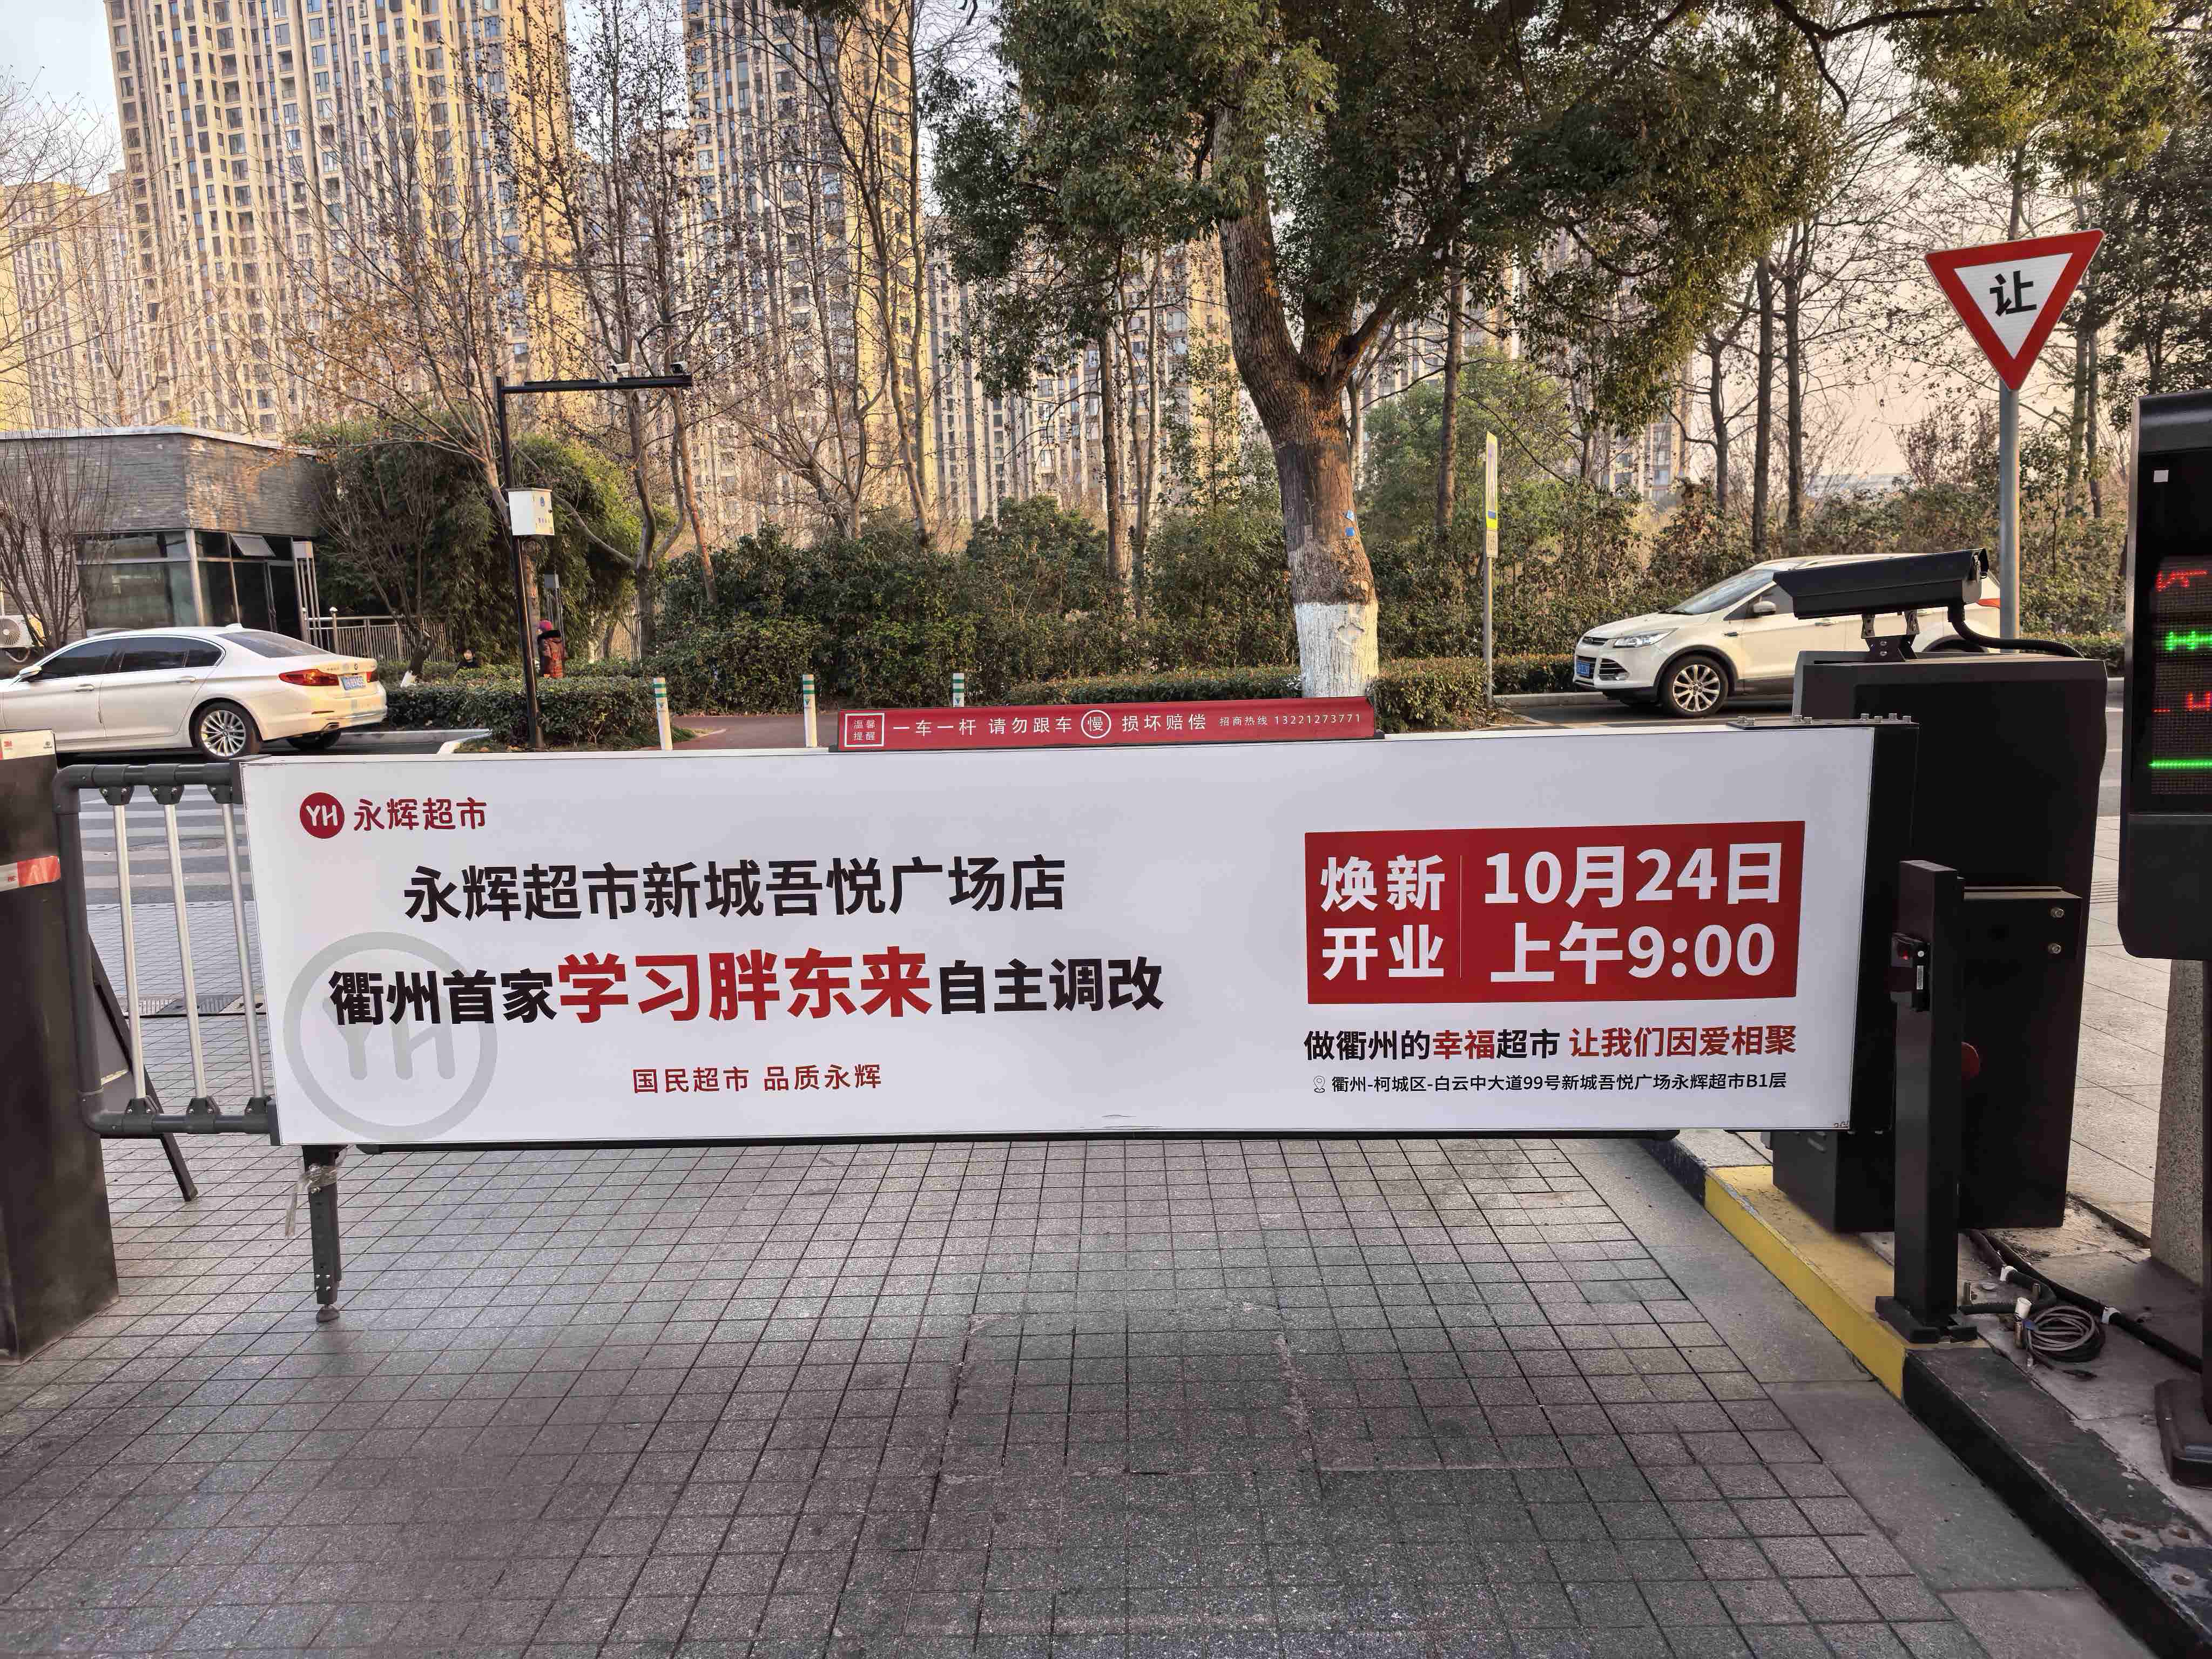 让
温馨提醒 一车一杆 请勿跟车 慢 损坏赔偿 招商热线 13221273771
YH 永辉超市
永辉超市新城吾悦广场店
衢州首家学习胖东来自主调改
国民超市 品质永辉
YH
焕新开业
10月24日
上午9:00
做衢州的幸福超市 让我们因爱相聚
衢州-柯城区-白云中大道99号新城吾悦广场永辉超市B1层